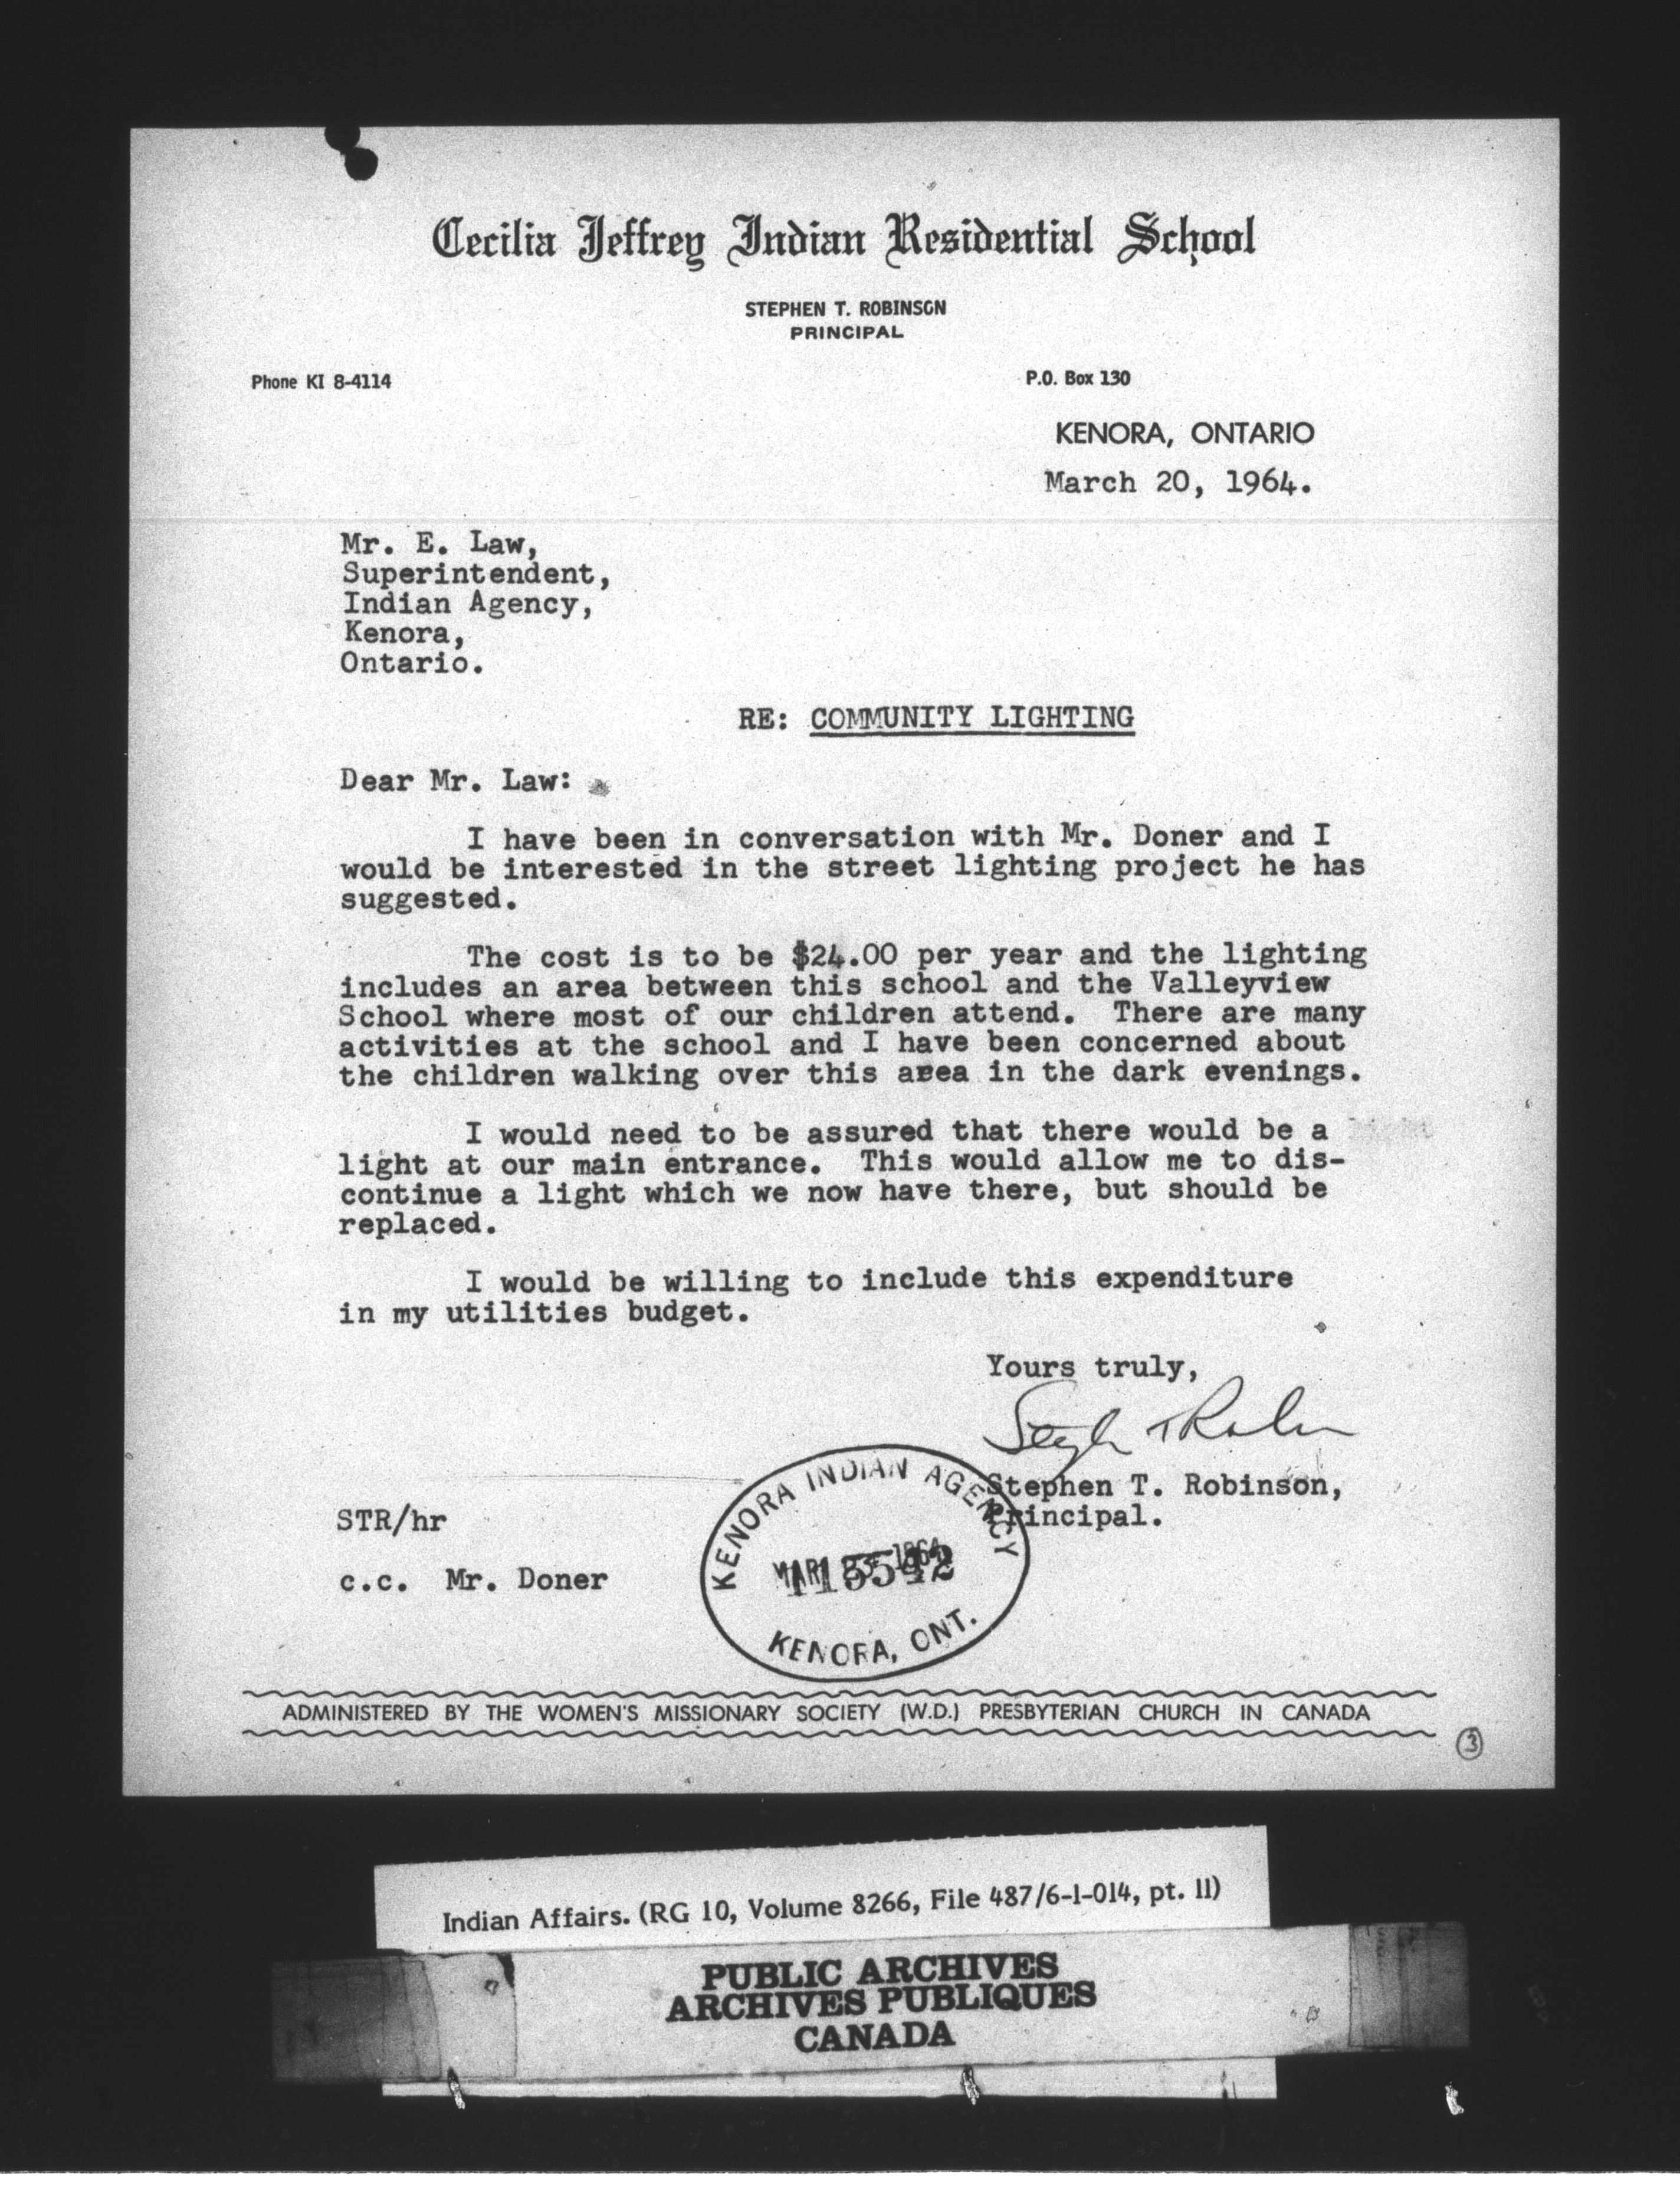 Cecilia Jeffrey Indian Residential School
STEPHEN T. ROBINSON
PRINCIPAL
Phone KI 8-4114
P.O. Box 130
KENORA, ONTARIO
March 20, 1964.
Mr. E. Law,
Superintendent,
Indian Agency,
Kenora,
Ontario.
RE: COMMUNITY LIGHTING
Dear Mr. Law:
I have been in conversation with Mr. Doner and I
would be interested in the street lighting project he has
suggested.
The cost is to be $24.00 per year and the lighting
includes an area between this school and the Valleyview
School where most of our children attend. There are many
activities at the school and I have been concerned about
the children walking over this area in the dark evenings.
I would need to be assured that there would be a
light at our main entrance. This would allow me to dis-
continue a light which we now have there, but should be
replaced.
I would be willing to include this expenditure
in my utilities budget.
Yours truly,
Stephen T. Robinson,
Principal.
STR/hr
c.c. Mr. Doner
KENORA INDIAN AGENCY
KENORA, ONT.
ADMINISTERED BY THE WOMEN'S MISSIONARY SOCIETY (W.D.) PRESBYTERIAN CHURCH IN CANADA
3
Indian Affairs. (RG 10, Volume 8266, File 487/6-1-014, pt. 11)
PUBLIC ARCHIVES
ARCHIVES PUBLIQUES
CANADA